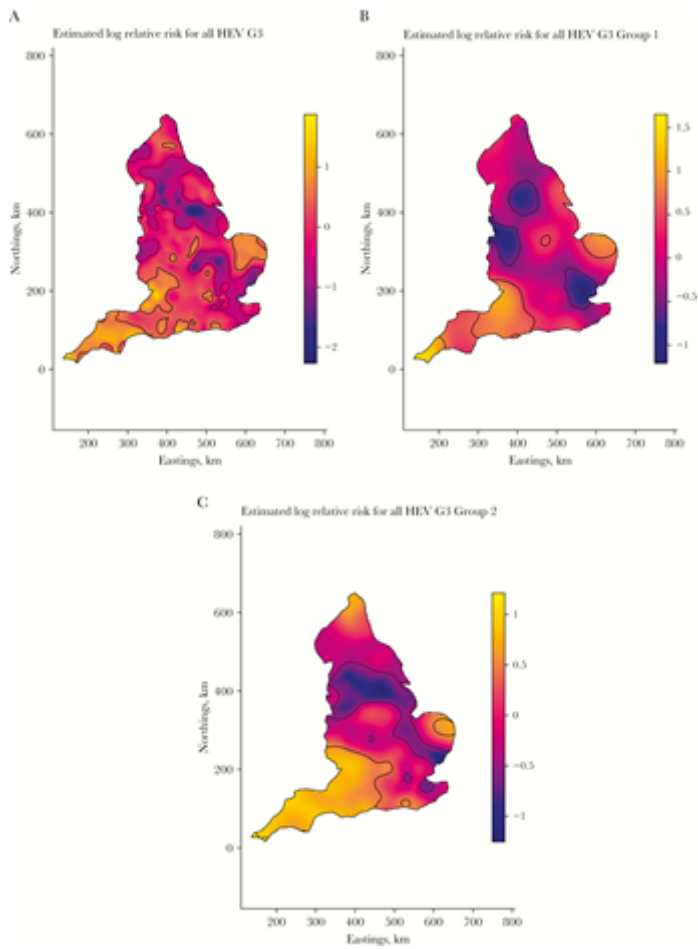 A
Estimated log relative risk for all HEV G3
800
600
400
200
0
Northings, km
200 300 400 500 600 700 800
Eastings, km
1
0
−1
−2
B
Estimated log relative risk for all HEV G3 Group 1
800
600
400
200
0
Northings, km
200 300 400 500 600 700 800
Eastings, km
1.5
1
0.5
0
−0.5
−1
C
Estimated log relative risk for all HEV G3 Group 2
800
600
400
200
0
Northings, km
200 300 400 500 600 700 800
Eastings, km
1
0.5
0
−0.5
−1